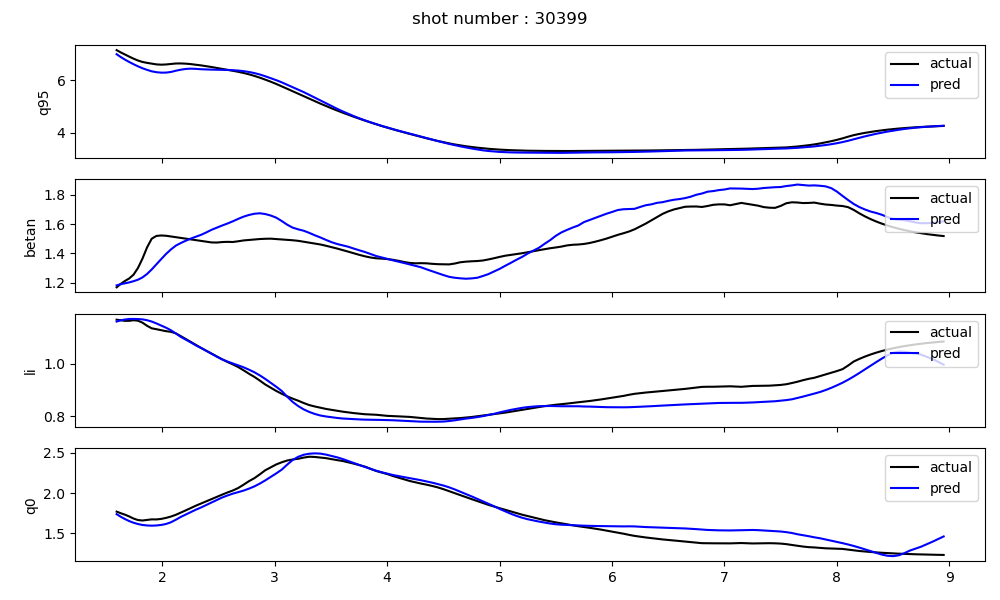 shot number : 30399
q95
6
4
actual
pred
betan
1.8
1.6
1.4
1.2
actual
pred
li
1.0
0.8
actual
pred
q0
2.5
2.0
1.5
actual
pred
2 3 4 5 6 7 8 9